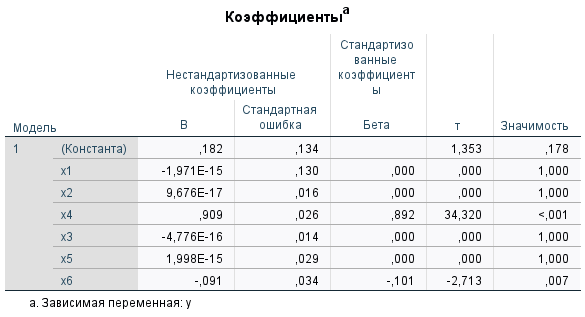 Коэффициентыa
Нестандартизованные коэффициенты
Стандартизованные коэффициенты
Модель B Стандартная ошибка Бета т Значимость
1 (Константа) ,182 ,134 1,353 ,178
x1 -1,971E-15 ,130 ,000 ,000 1,000
x2 9,676E-17 ,016 ,000 ,000 1,000
x4 ,909 ,026 ,892 34,320 <,001
x3 -4,776E-16 ,014 ,000 ,000 1,000
x5 1,998E-15 ,029 ,000 ,000 1,000
x6 -,091 ,034 -,101 -2,713 ,007
a. Зависимая переменная: y